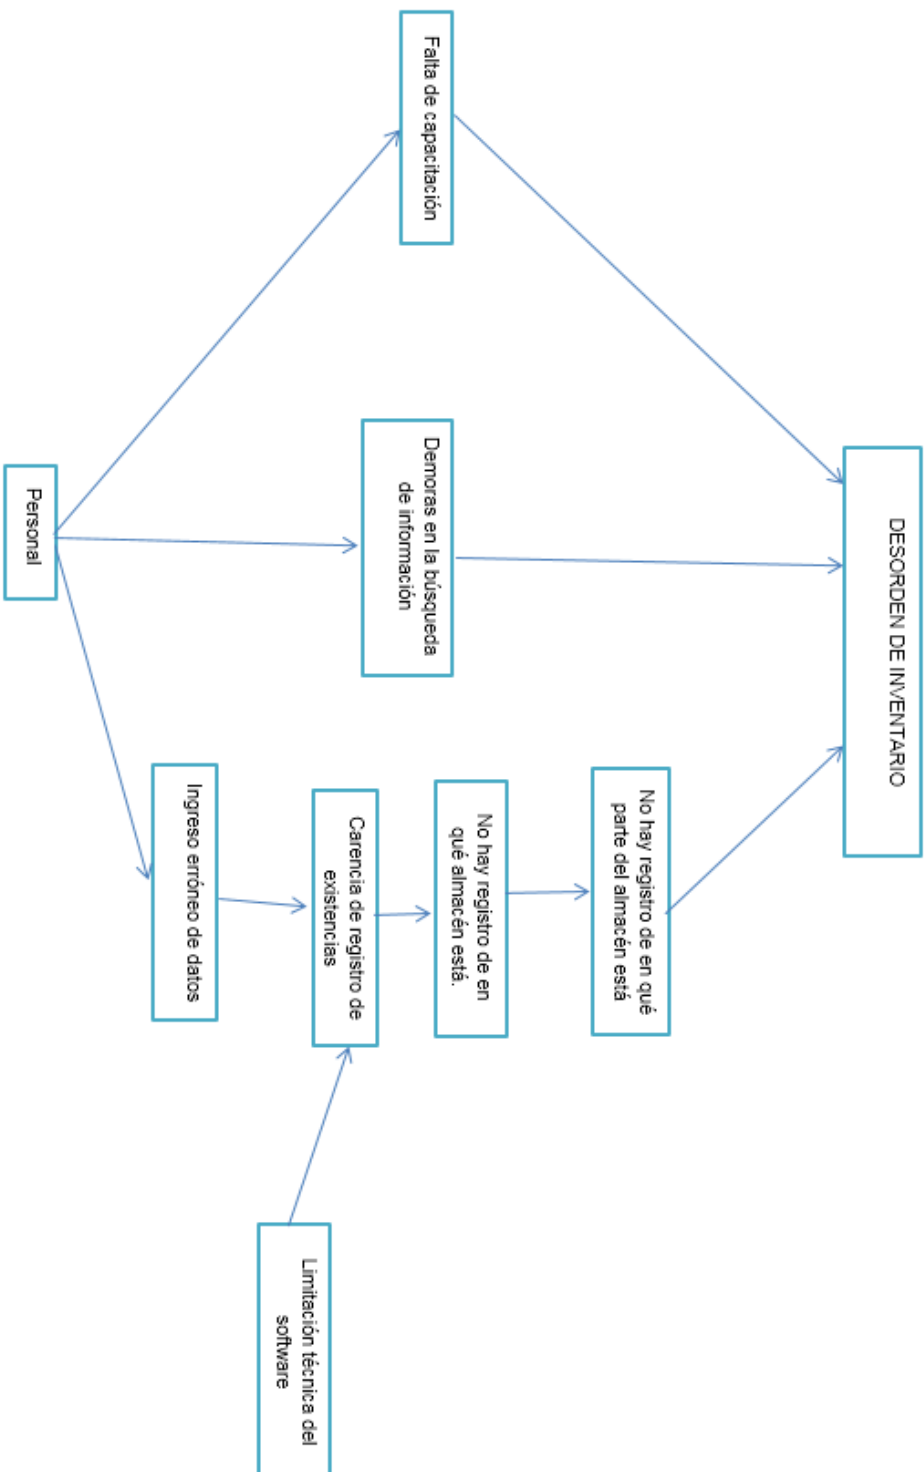 DESORDEN DE INVENTARIO
No hay registro de en qué
parte del almacén está
No hay registro de en
qué almacén está.
Falta de capacitación
Demoras en la búsqueda
de información
Carencia de registro de
existencias
Limitación técnica del
software
Ingreso erróneo de datos
Personal